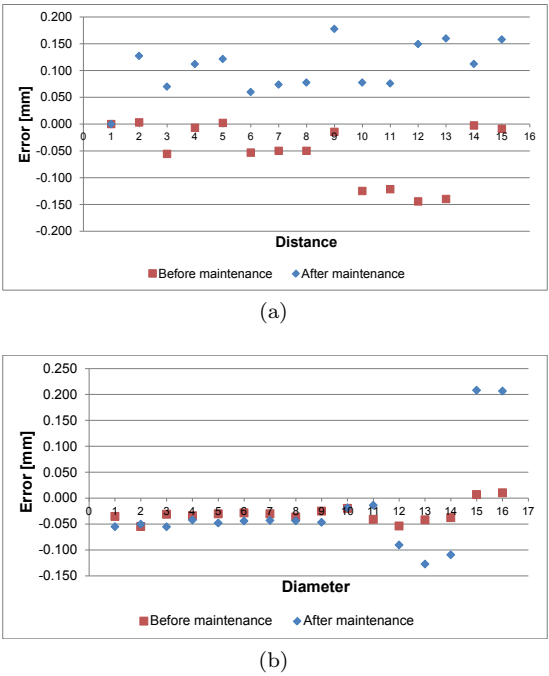 0.200
0.150
0.100
0.050
0.000
0 1 2 3 4 5 6 7 8 9 10 11 12 13 14 15 16
-0.050
-0.100
-0.150
-0.200
Error [mm]
Distance
Before maintenance After maintenance
(a)
0.250
0.200
0.150
0.100
0.050
0.000
0 1 2 3 4 5 6 7 8 9 10 11 12 13 14 15 16 17
-0.050
-0.100
-0.150
Error [mm]
Diameter
Before maintenance After maintenance
(b)